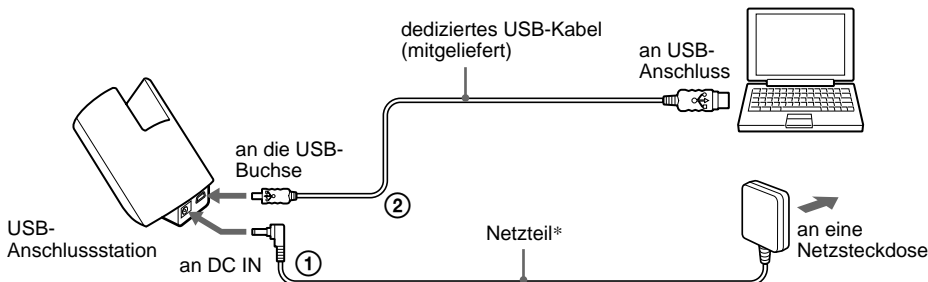 dediziertes USB-Kabel
(mitgeliefert)
an USB-
Anschluss
an die USB-
Buchse
②
USB-
Anschlussstation
an DC IN
①
Netzteil*
an eine
Netzsteckdose